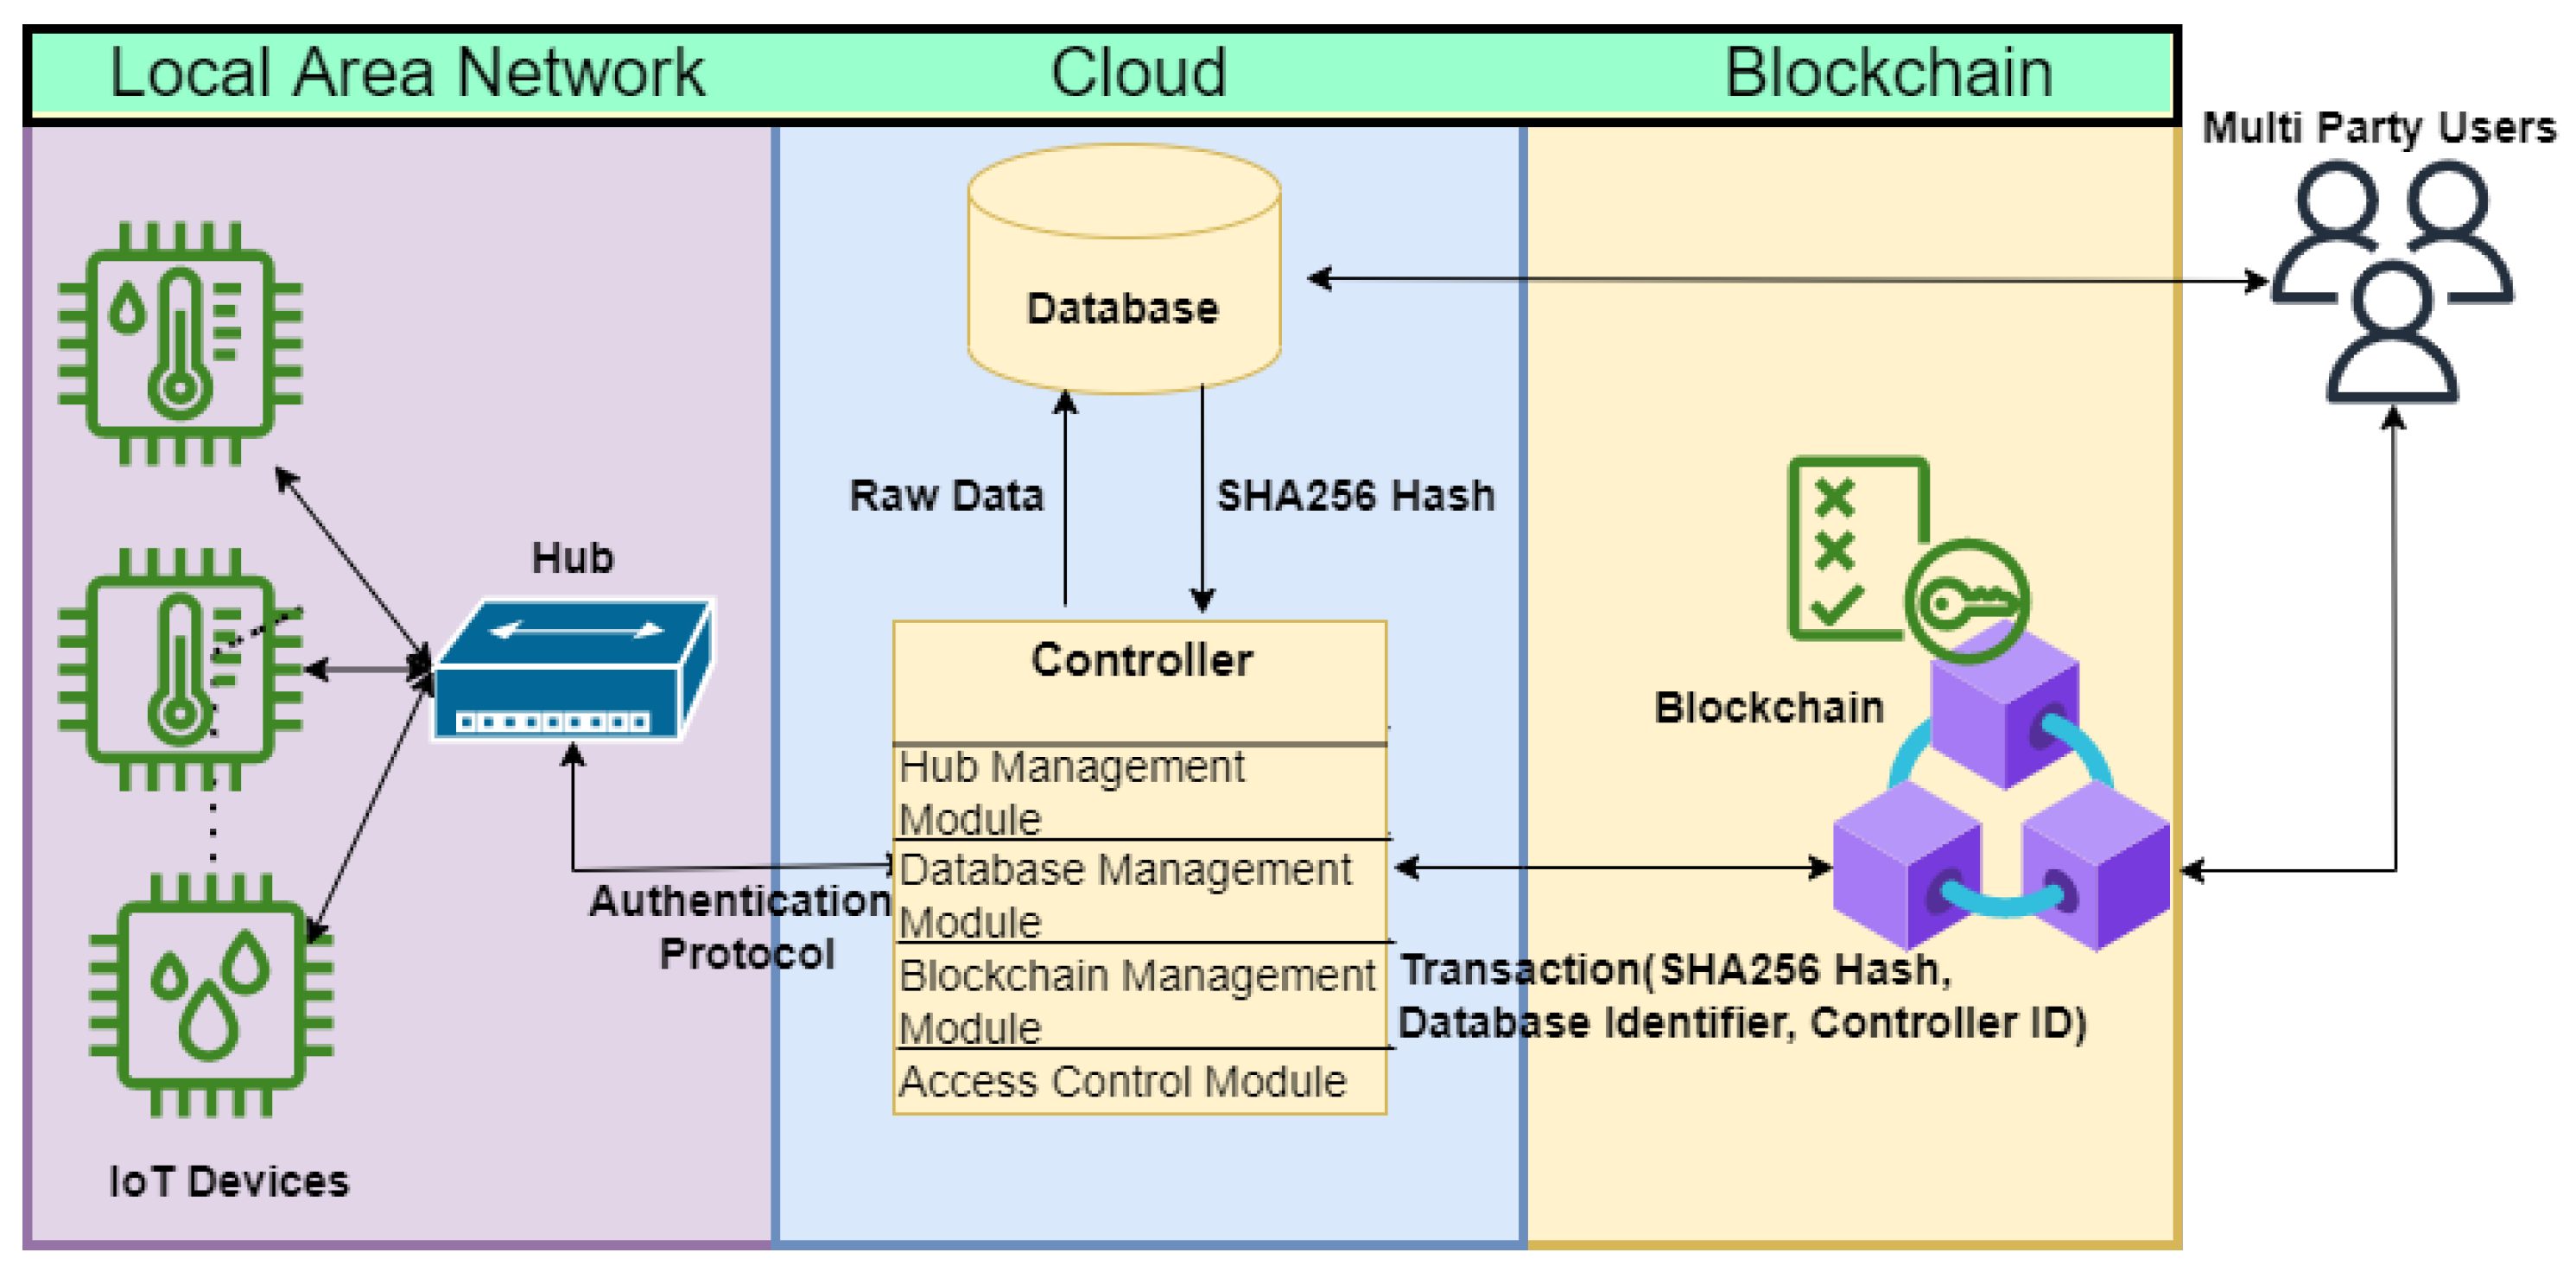 Local Area Network
Cloud
Blockchain
Multi Party Users
Database
Raw Data
SHA256 Hash
Hub
Controller
Blockchain
Hub Management
Module
Database Management
Module
Authentication
Protocol
Blockchain Management
Module
Transaction(SHA256 Hash,
Database Identifier, Controller ID)
Access Control Module
IoT Devices